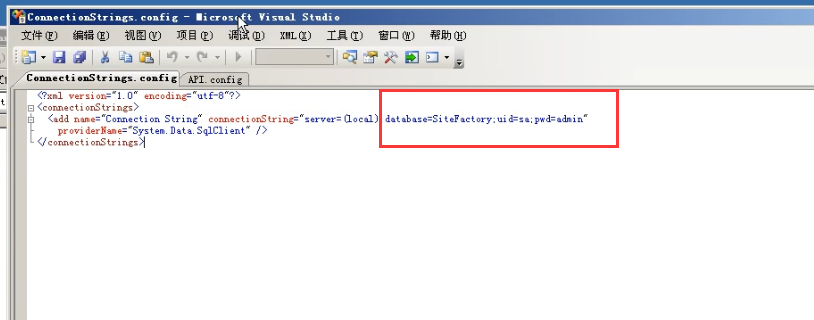 ConnectionStrings.config - Microsoft Visual Studio
文件(F) 编辑(E) 视图(V) 项目(P) 调试(D) XML(X) 工具(T) 窗口(W) 帮助(H)
ConnectionStrings.config API.config
<?xml version="1.0" encoding="utf-8"?>
<connectionStrings>
<add name="Connection String" connectionString="server=(local) database=SiteFactory;uid=sa;pwd=admin"
providerName="System.Data.SqlClient" />
</connectionStrings>